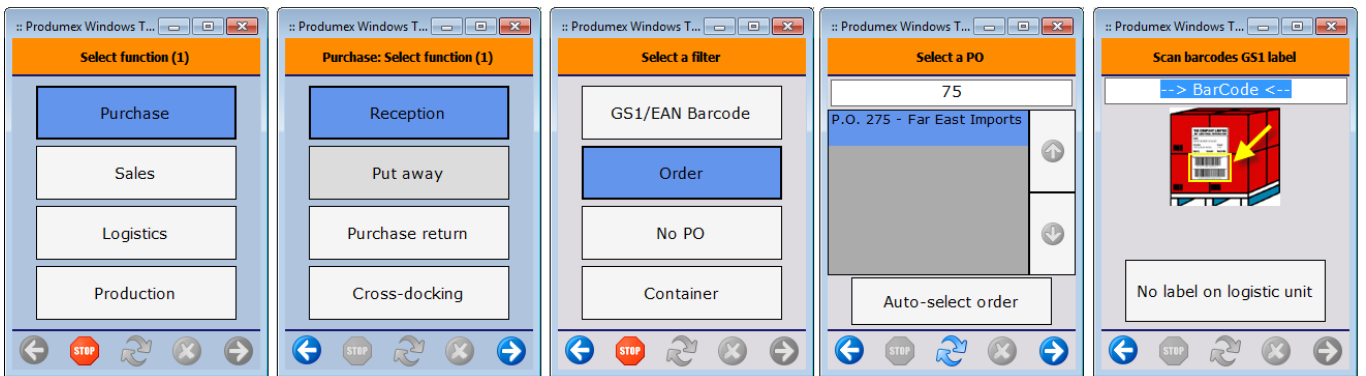 :: Produmex Windows T...
Select function (1)
Purchase
Sales
Logistics
Production
STOP
:: Produmex Windows T...
Purchase: Select function (1)
Reception
Put away
Purchase return
Cross-docking
STOP
:: Produmex Windows T...
Select a filter
GS1/EAN Barcode
Order
No PO
Container
STOP
:: Produmex Windows T...
Select a PO
75
P.O. 275 - Far East Imports
Auto-select order
STOP
:: Produmex Windows T...
Scan barcodes GS1 label
--> BarCode <--
No label on logistic unit
STOP